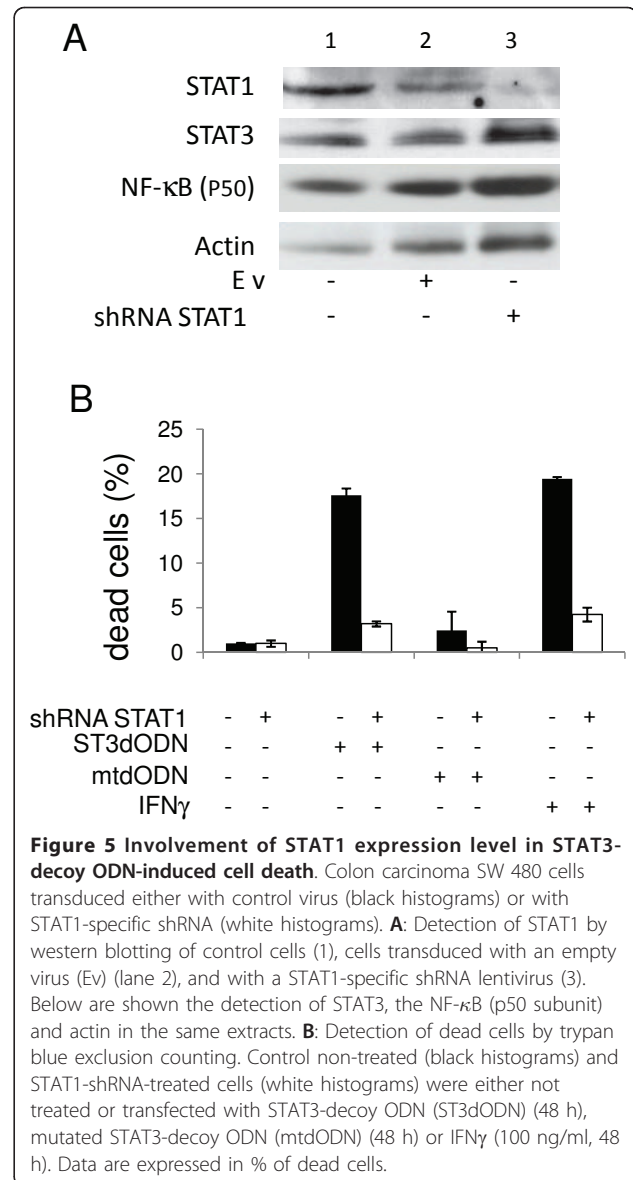 A
1 2 3
STAT1
STAT3
NF-κB (P50)
Actin
E v - + -
shRNA STAT1 - - +
B
25
20
15
10
5
0
dead cells (%)
shRNA STAT1 - + - + - + - +
ST3dODN - - + + - - - -
mtdODN - - - - + + - -
IFNγ - - - - - - + +
Figure 5 Involvement of STAT1 expression level in STAT3-
decoy ODN-induced cell death. Colon carcinoma SW 480 cells
transduced either with control virus (black histograms) or with
STAT1-specific shRNA (white histograms). A: Detection of STAT1 by
western blotting of control cells (1), cells transduced with an empty
virus (Ev) (lane 2), and with a STAT1-specific shRNA lentivirus (3).
Below are shown the detection of STAT3, the NF-κB (p50 subunit)
and actin in the same extracts. B: Detection of dead cells by trypan
blue exclusion counting. Control non-treated (black histograms) and
STAT1-shRNA-treated cells (white histograms) were either not
treated or transfected with STAT3-decoy ODN (ST3dODN) (48 h),
mutated STAT3-decoy ODN (mtdODN) (48 h) or IFNγ (100 ng/ml, 48
h). Data are expressed in % of dead cells.